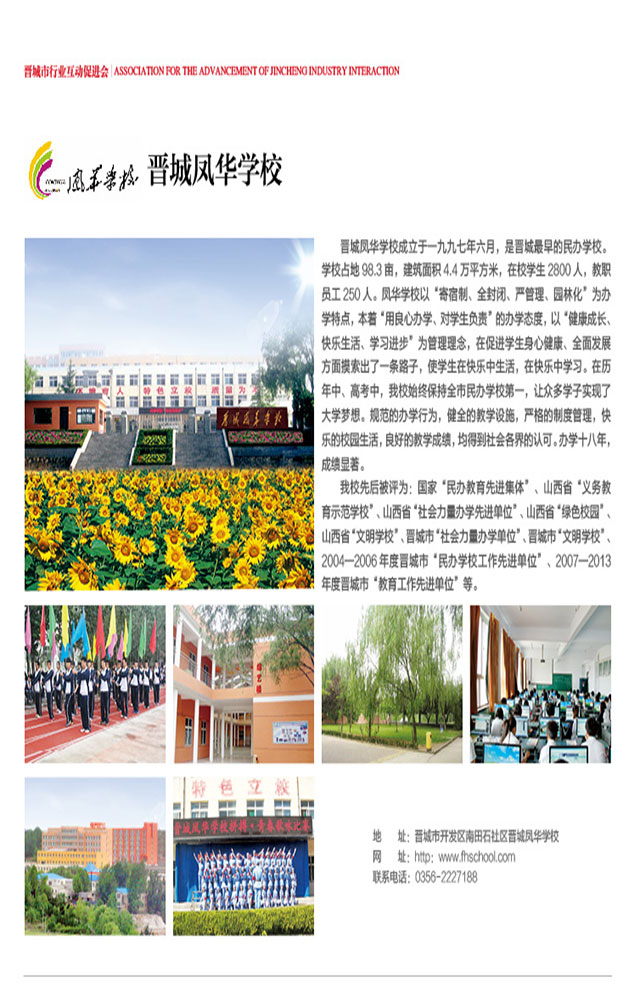 晋城市行业互动促进会 | ASSOCIATION FOR THE ADVANCEMENT OF JINCHENG INDUSTRY INTERACTION
凤华学校 晋城凤华学校
晋城凤华学校成立于一九九七年六月，是晋城最早的民办学校。
学校占地 98.3 亩，建筑面积 4.4 万平方米，在校学生 2800 人，教职
员工 250 人。凤华学校以“寄宿制、全封闭、严管理、园林化”为办
学特点，本着“用良心办学、对学生负责”的办学态度，以“健康成长、
快乐生活、学习进步”为管理理念，在促进学生身心健康、全面发展
方面摸索出了一条路子，使学生在快乐中生活，在快乐中学习。在历
年中、高考中，我校始终保持全市民办学校第一，让众多学子实现了
大学梦想。规范的办学行为，健全的教学设施，严格的制度管理，快
乐的校园生活，良好的教学成绩，均得到社会各界的认可。办学十八年，
成绩显著。
我校先后被评为：国家“民办教育先进集体”、山西省“义务教
育示范学校”、山西省“社会力量办学先进单位”、山西省“绿色校园”、
山西省“文明学校”、晋城市“社会力量办学单位”、晋城市“文明学校”、
2004—2006 年度晋城市“民办学校工作先进单位”、2007—2013
年度晋城市“教育工作先进单位”等。
特色立校
晋城凤华学校
特色立校
地 址：晋城市开发区南田石社区晋城凤华学校
网 址：http: www.fhschool.com
联系电话：0356-2227188